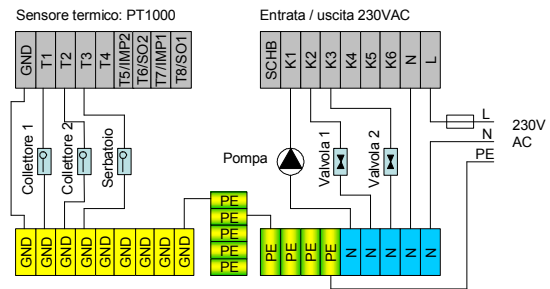 Sensore termico: PT1000
Entrata / uscita 230VAC
GND
T1
T2
T3
T4
T5/IMP2
T6/SO2
T7/IMP1
T8/SO1
SCHB
K1
K2
K3
K4
K5
K6
N
L
L
N
PE
230V
AC
Collettore 1
Collettore 2
Serbatoio
Pompa
Valvola 1
Valvola 2
PE
PE
PE
PE
PE
GND
GND
GND
GND
GND
GND
GND
GND
GND
PE
PE
PE
PE
N
N
N
N
N